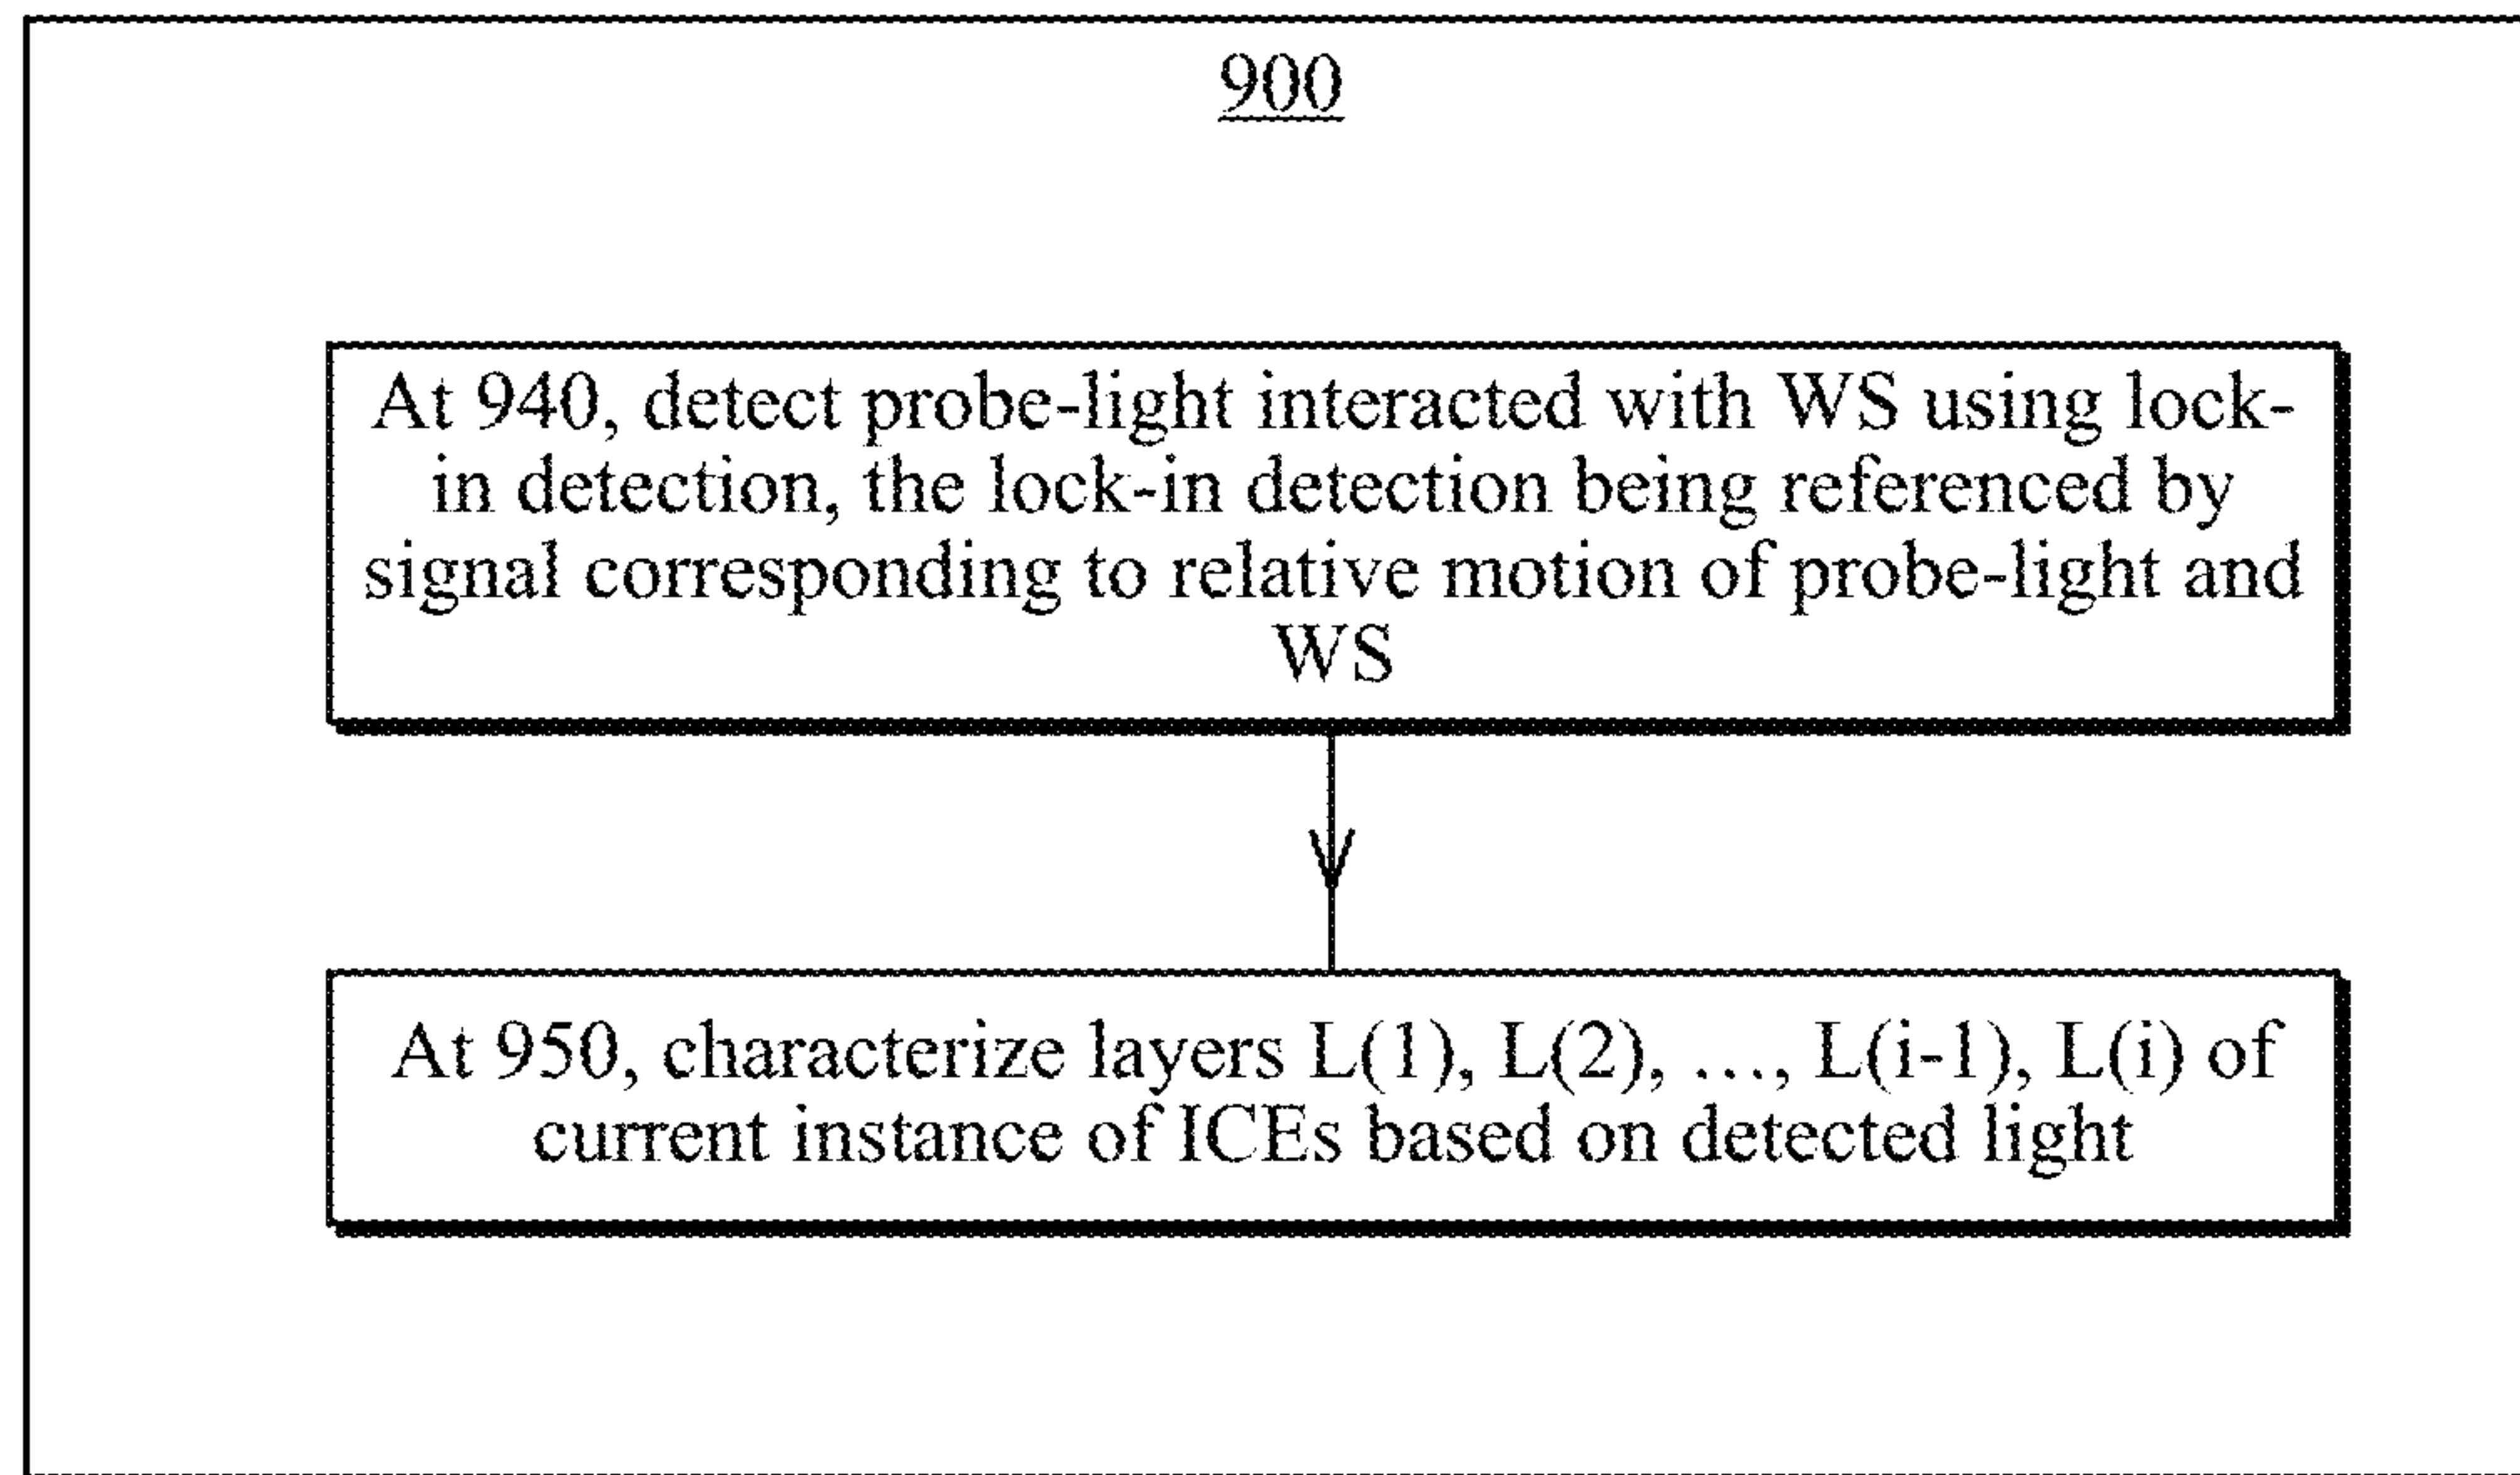 900
At 940, detect probe-light interacted with WS using lock-
in detection, the lock-in detection being referenced by
signal corresponding to relative motion of probe-light and
WS
At 950, characterize layers L(1), L(2), ..., L(i-1), L(i) of
current instance of ICEs based on detected light